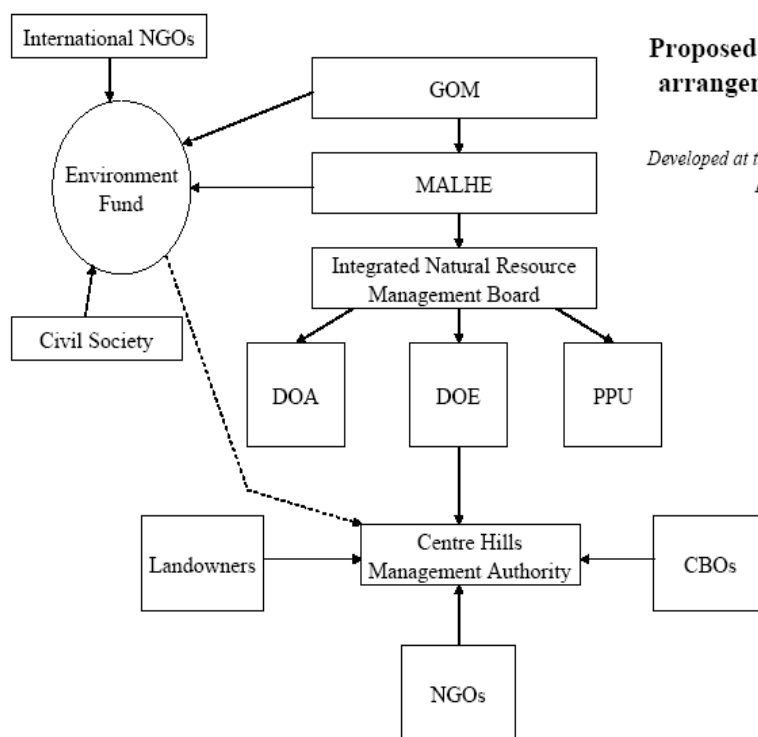 International NGOs
Proposed
arrangem
GOM
Developed at t
Environment
Fund
MALHE
Integrated Natural Resource
Management Board
Civil Society
DOA
DOE
PPU
Landowners
Centre Hills
Management Authority
CBOs
NGOs